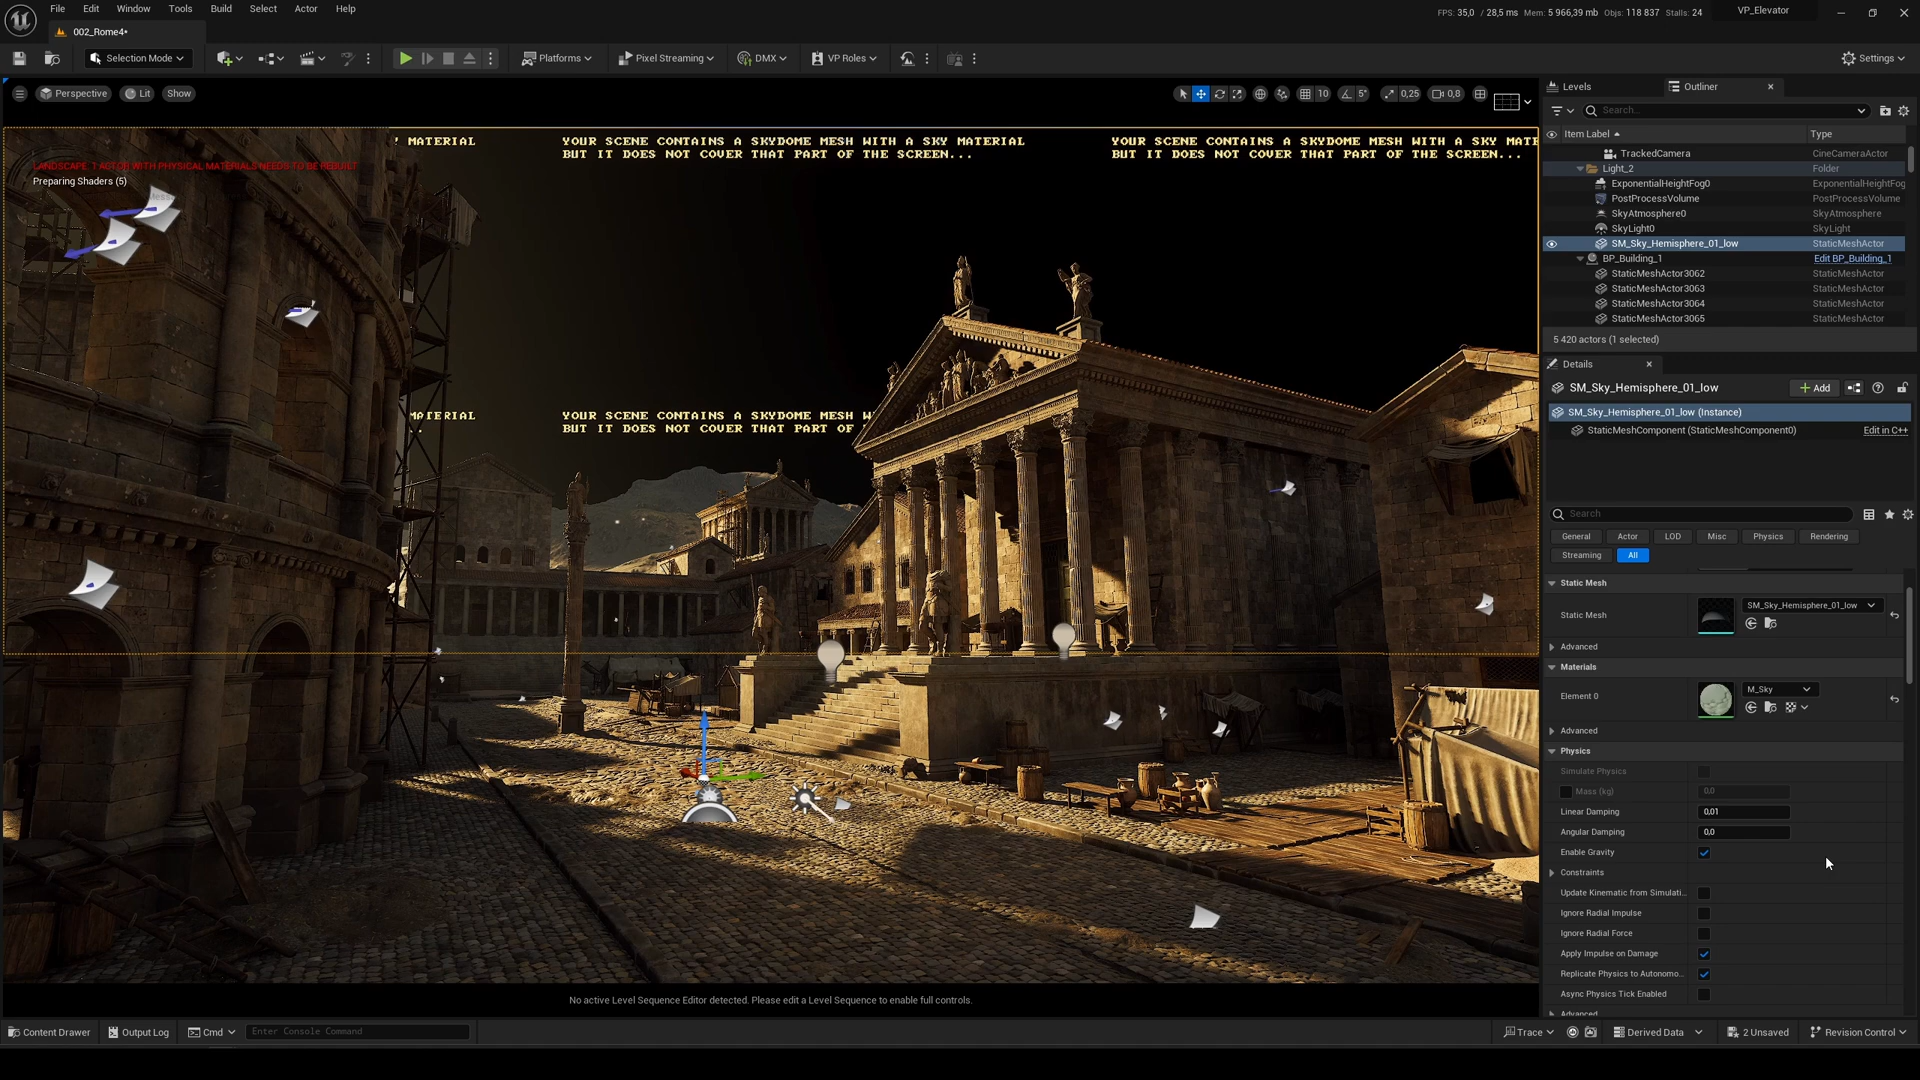 File Edit Window Tools Build Select Actor Help
FPS: 35,0 / 28,5 ms Mem: 5 966,39 mb Objs: 118 837 Stalls: 24
VP_Elevator
002_Rome4*
Selection Mode
Platforms
Pixel Streaming
DMX
VP Roles
Settings
Perspective
Lit
Show
10
5°
0,25
0,8
MATERIAL
YOUR SCENE CONTAINS A SKYDOME MESH WITH A SKY MATERIAL
BUT IT DOES NOT COVER THAT PART OF THE SCREEN...
YOUR SCENE CONTAINS A SKYDOME MESH WITH A SKY MATE
BUT IT DOES NOT COVER THAT PART OF THE SCREEN...
LANDSCAPE: 1 ACTOR WITH PHYSICAL MATERIALS NEEDS TO BE REBUILT
Preparing Shaders (5)
MATERIAL
YOUR SCENE CONTAINS A SKYDOME MESH W
BUT IT DOES NOT COVER THAT PART OF
No active Level Sequence Editor detected. Please edit a Level Sequence to enable full controls.
Levels
Outliner
Search...
Item Label
Type
TrackedCamera CineCameraActor
Light_2 Folder
ExponentialHeightFog0 ExponentialHeightFog
PostProcessVolume PostProcessVolume
SkyAtmosphere0 SkyAtmosphere
SkyLight0 SkyLight
SM_Sky_Hemisphere_01_low StaticMeshActor
BP_Building_1 Edit BP_Building_1
StaticMeshActor3062 StaticMeshActor
StaticMeshActor3063 StaticMeshActor
StaticMeshActor3064 StaticMeshActor
StaticMeshActor3065 StaticMeshActor
5 420 actors (1 selected)
Details
SM_Sky_Hemisphere_01_low
Add
SM_Sky_Hemisphere_01_low (Instance)
StaticMeshComponent (StaticMeshComponent0) Edit in C++
Search
General Actor LOD Misc Physics Rendering
Streaming All
Static Mesh
Static Mesh SM_Sky_Hemisphere_01_low
Advanced
Materials
Element 0 M_Sky
Advanced
Physics
Simulate Physics
Mass (kg) 0.0
Linear Damping 0,01
Angular Damping 0,0
Enable Gravity
Constraints
Update Kinematic from Simulati...
Ignore Radial Impulse
Ignore Radial Force
Apply Impulse on Damage
Replicate Physics to Autonomo...
Async Physics Tick Enabled
Advanced
Content Drawer
Output Log
Cmd
Enter Console Command
Trace
Derived Data
2 Unsaved
Revision Control